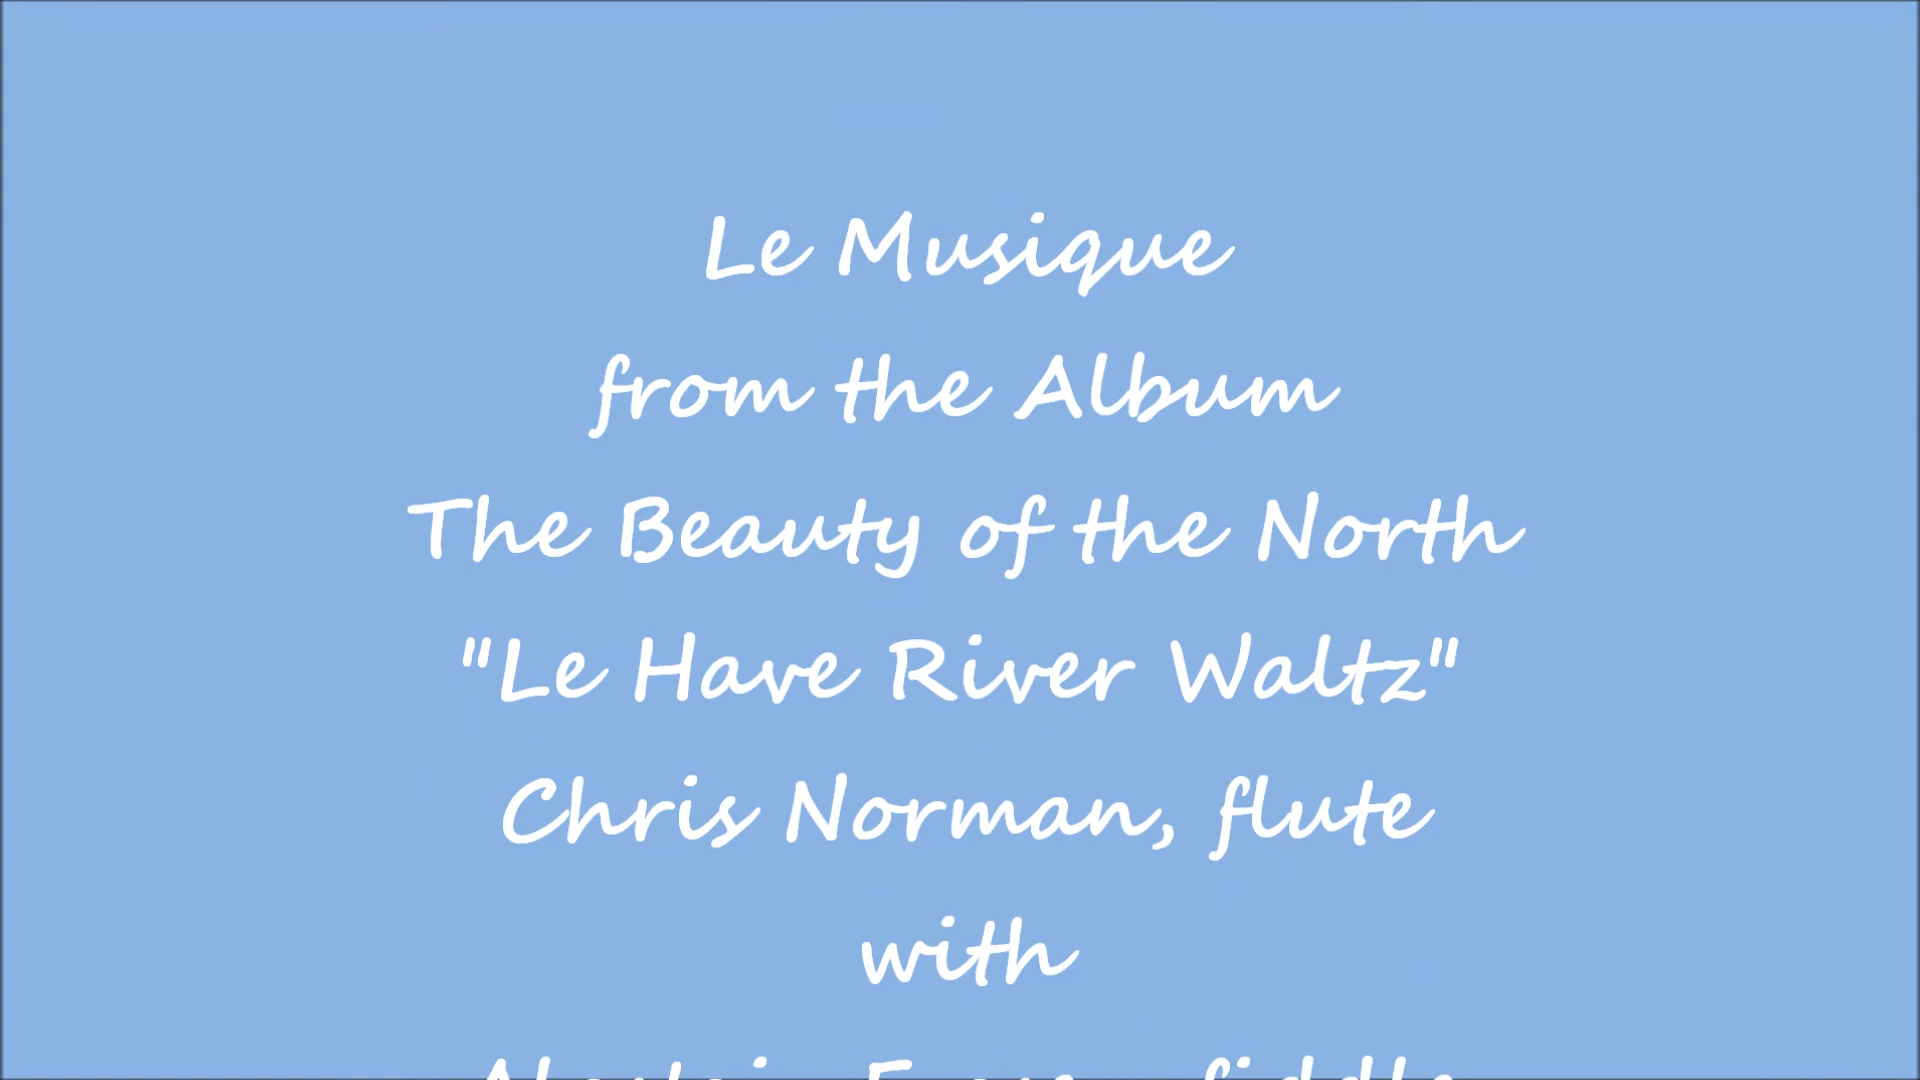 Le Musique
from the Album
The Beauty of the North
"Le Have River Waltz"
Chris Norman, flute
with